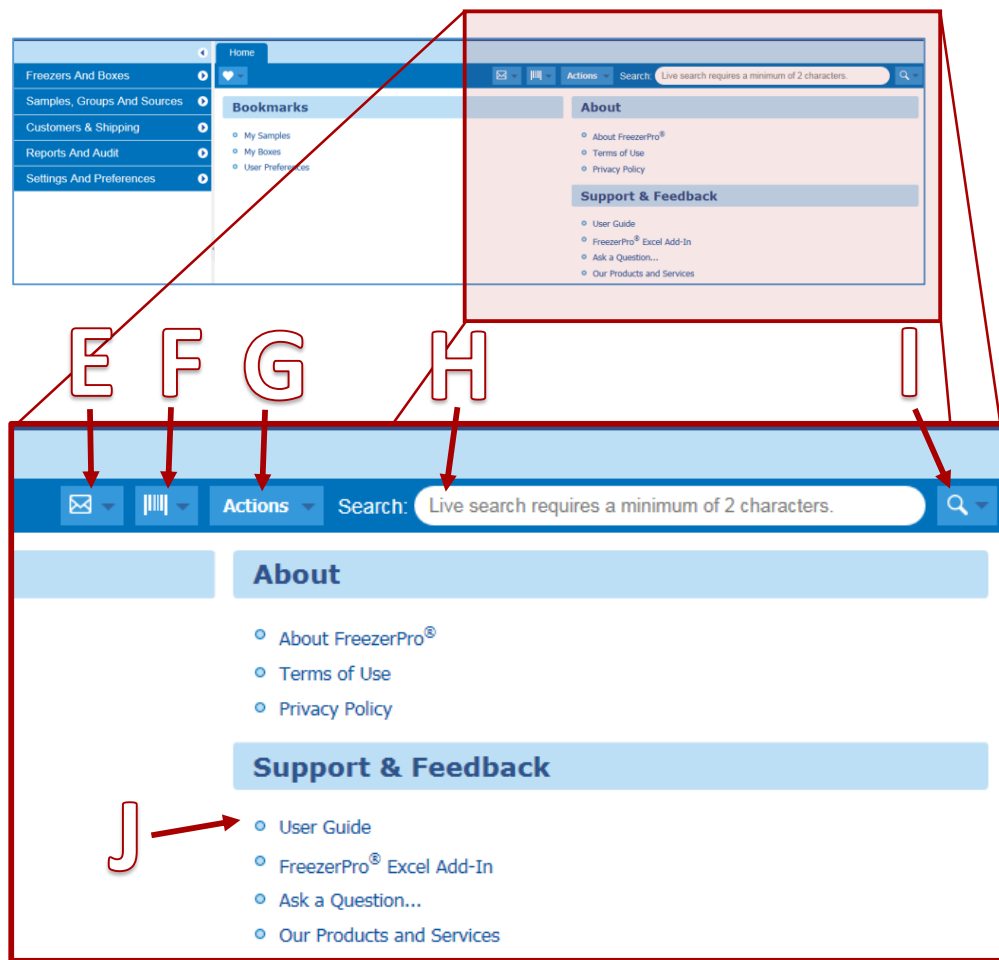 Home
Freezers And Boxes
Samples, Groups And Sources
Customers & Shipping
Reports And Audit
Settings And Preferences
Actions Search: Live search requires a minimum of 2 characters.
Bookmarks
My Samples
My Boxes
User Preferences
About
About FreezerPro®
Terms of Use
Privacy Policy
Support & Feedback
User Guide
FreezerPro® Excel Add-In
Ask a Question...
Our Products and Services
E F G H I
Actions Search: Live search requires a minimum of 2 characters.
About
About FreezerPro®
Terms of Use
Privacy Policy
Support & Feedback
J
User Guide
FreezerPro® Excel Add-In
Ask a Question...
Our Products and Services